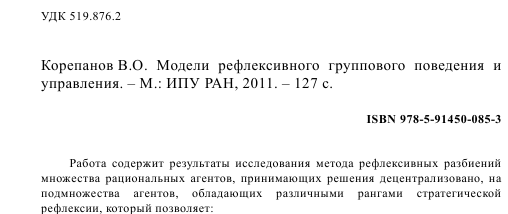 УДК 519.876.2
Корепанов В.О. Модели рефлексивного группового поведения и
управления. – М.: ИПУ РАН, 2011. – 127 с.
ISBN 978-5-91450-085-3
Работа содержит результаты исследования метода рефлексивных разбиений
множества рациональных агентов, принимающих решения децентрализовано, на
подмножества агентов, обладающих различными рангами стратегической
рефлексии, который позволяет: